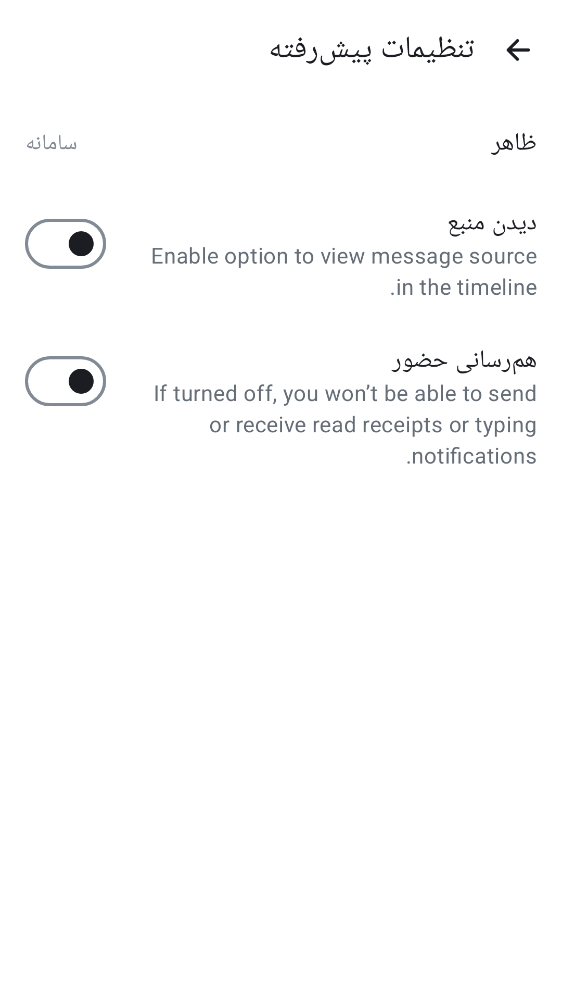 تنظیمات پیش‌رفته
ظاهر
سامانه
دیدن منبع
Enable option to view message source
in the timeline.
هم‌رسانی حضور
If turned off, you won’t be able to send
or receive read receipts or typing
notifications.